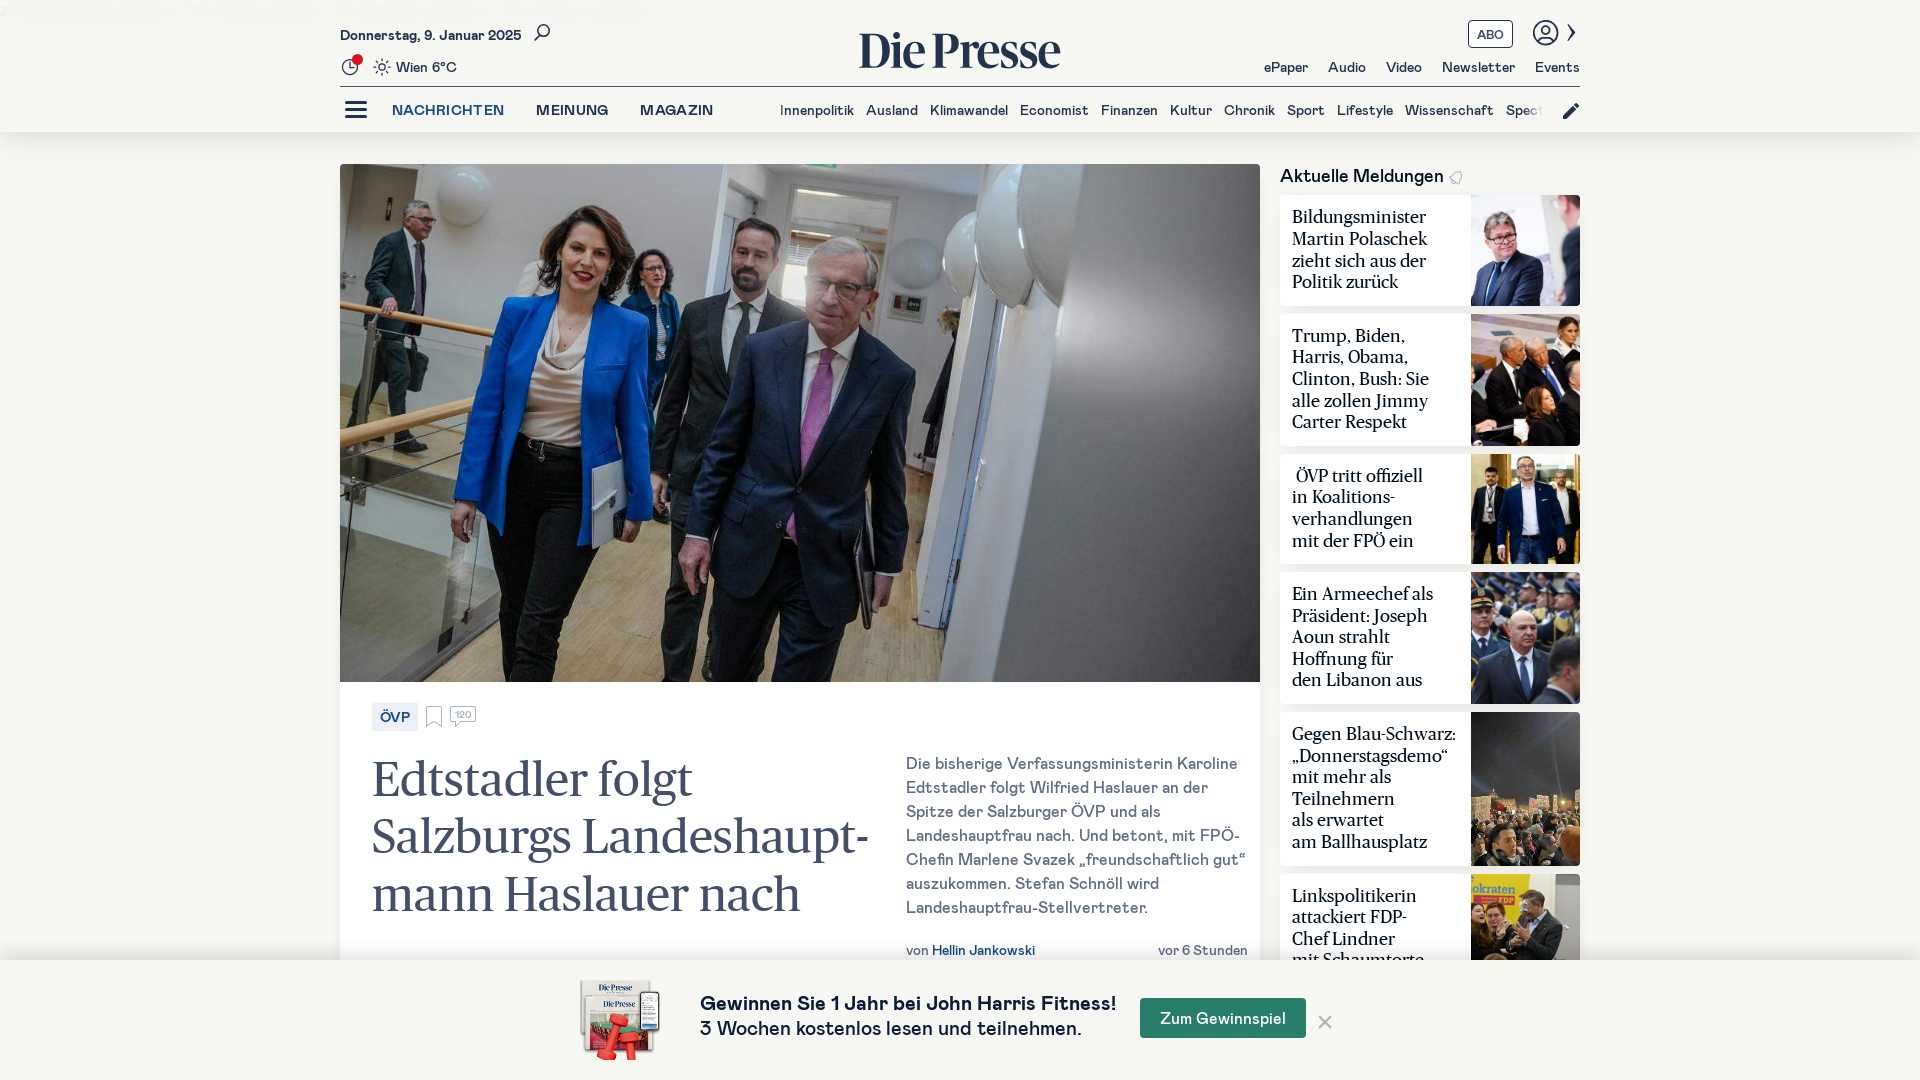 Donnerstag, 9. Januar 2025
Wien 6°C
Die Presse
ABO
ePaper Audio Video Newsletter Events
NACHRICHTEN MEINUNG MAGAZIN
Innenpolitik Ausland Klimawandel Economist Finanzen Kultur Chronik Sport Lifestyle Wissenschaft Spect
ÖVP
120
Edtstadler folgt
Salzburgs Landeshaupt-
mann Haslauer nach
Die bisherige Verfassungsministerin Karoline
Edtstadler folgt Wilfried Haslauer an der
Spitze der Salzburger ÖVP und als
Landeshauptfrau nach. Und betont, mit FPÖ-
Chefin Marlene Svazek „freundschaftlich gut“
auszukommen. Stefan Schnöll wird
Landeshauptfrau-Stellvertreter.
von Hellin Jankowski
vor 6 Stunden
Aktuelle Meldungen
Bildungsminister
Martin Polaschek
zieht sich aus der
Politik zurück
Trump, Biden,
Harris, Obama,
Clinton, Bush: Sie
alle zollen Jimmy
Carter Respekt
ÖVP tritt offiziell
in Koalitions-
verhandlungen
mit der FPÖ ein
Ein Armeechef als
Präsident: Joseph
Aoun strahlt
Hoffnung für
den Libanon aus
Gegen Blau-Schwarz:
„Donnerstagsdemo“
mit mehr als
Teilnehmern
als erwartet
am Ballhausplatz
Linkspolitikerin
attackiert FDP-
Chef Lindner
mit Schaumtorte
okraten
FDP
Die Presse
Die Presse
Gewinnen Sie 1 Jahr bei John Harris Fitness!
3 Wochen kostenlos lesen und teilnehmen.
Zum Gewinnspiel